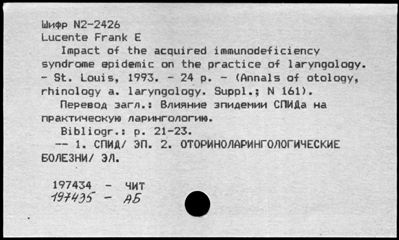 Шифр N2-2426
Lucente Frank E
Impact of the acquired immunodeficiency
syndrome epidemic on the practice of laryngology.
- St. Louis, 1993. - 24 p. - (Annals of otology,
rhinology a. laryngology. Suppl.; N 161).
Перевод загл.: Влияние эпидемии СПИДа на
практическую ларингологию.
Bibliogr.: p. 21-23.
-- 1. СПИД/ ЭП. 2. ОТОРИНОЛАРИНГОЛОГИЧЕСКИЕ
БОЛЕЗНИ/ ЭЛ.
197434 - ЧИТ
197435 - АБ